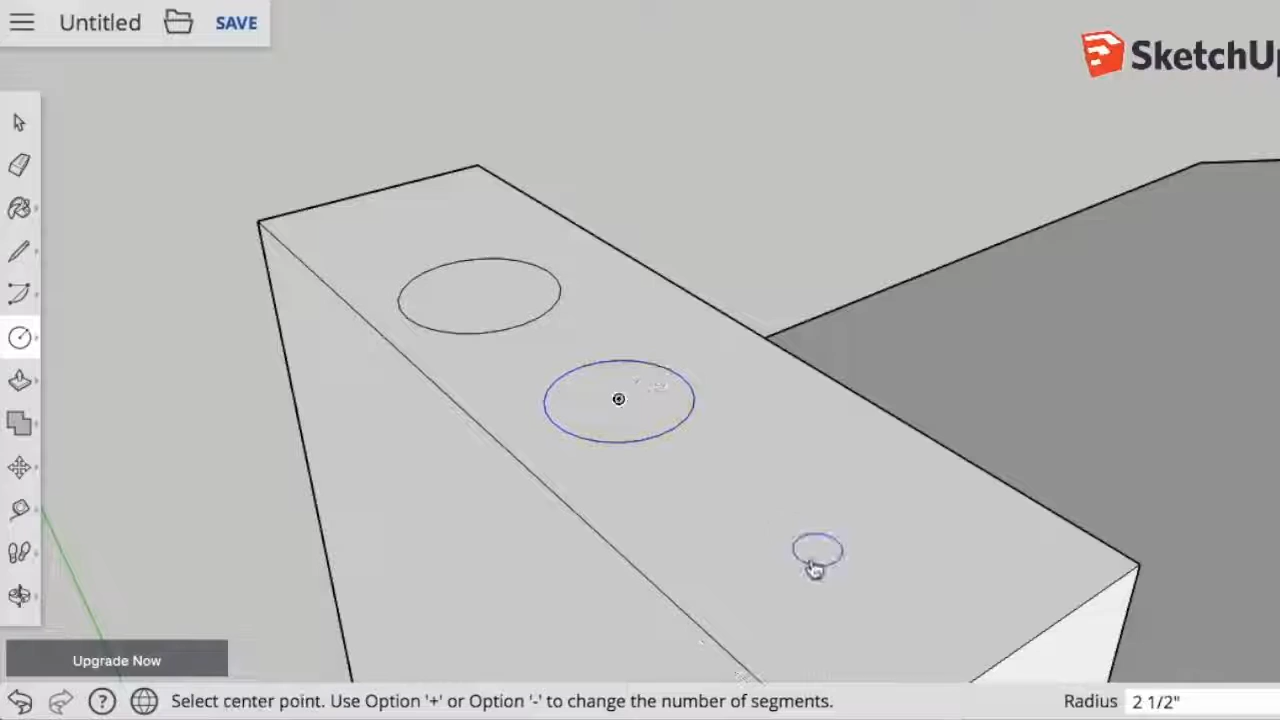 Untitled
SAVE
SketchUp
Upgrade Now
Select center point. Use Option '+' or Option '-' to change the number of segments.
Radius
2 1/2"